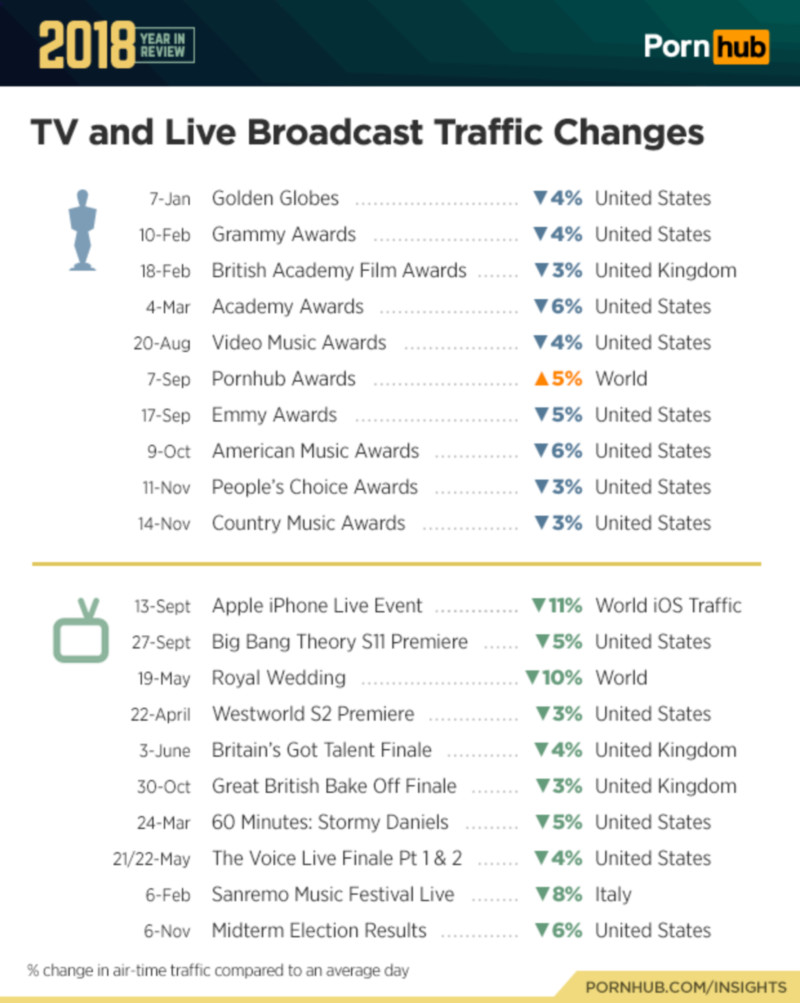 2018 YEAR IN REVIEW
Pornhub
TV and Live Broadcast Traffic Changes
7-Jan Golden Globes ▼4% United States
10-Feb Grammy Awards ▼4% United States
18-Feb British Academy Film Awards ▼3% United Kingdom
4-Mar Academy Awards ▼6% United States
20-Aug Video Music Awards ▼4% United States
7-Sep Pornhub Awards ▲5% World
17-Sep Emmy Awards ▼5% United States
9-Oct American Music Awards ▼6% United States
11-Nov People's Choice Awards ▼3% United States
14-Nov Country Music Awards ▼3% United States
13-Sept Apple iPhone Live Event ▼11% World iOS Traffic
27-Sept Big Bang Theory S11 Premiere ▼5% United States
19-May Royal Wedding ▼10% World
22-April Westworld S2 Premiere ▼3% United States
3-June Britain's Got Talent Finale ▼4% United Kingdom
30-Oct Great British Bake Off Finale ▼3% United Kingdom
24-Mar 60 Minutes: Stormy Daniels ▼5% United States
21/22-May The Voice Live Finale Pt 1 & 2 ▼4% United States
6-Feb Sanremo Music Festival Live ▼8% Italy
6-Nov Midterm Election Results ▼6% United States
% change in air-time traffic compared to an average day
PORNHUB.COM/INSIGHTS